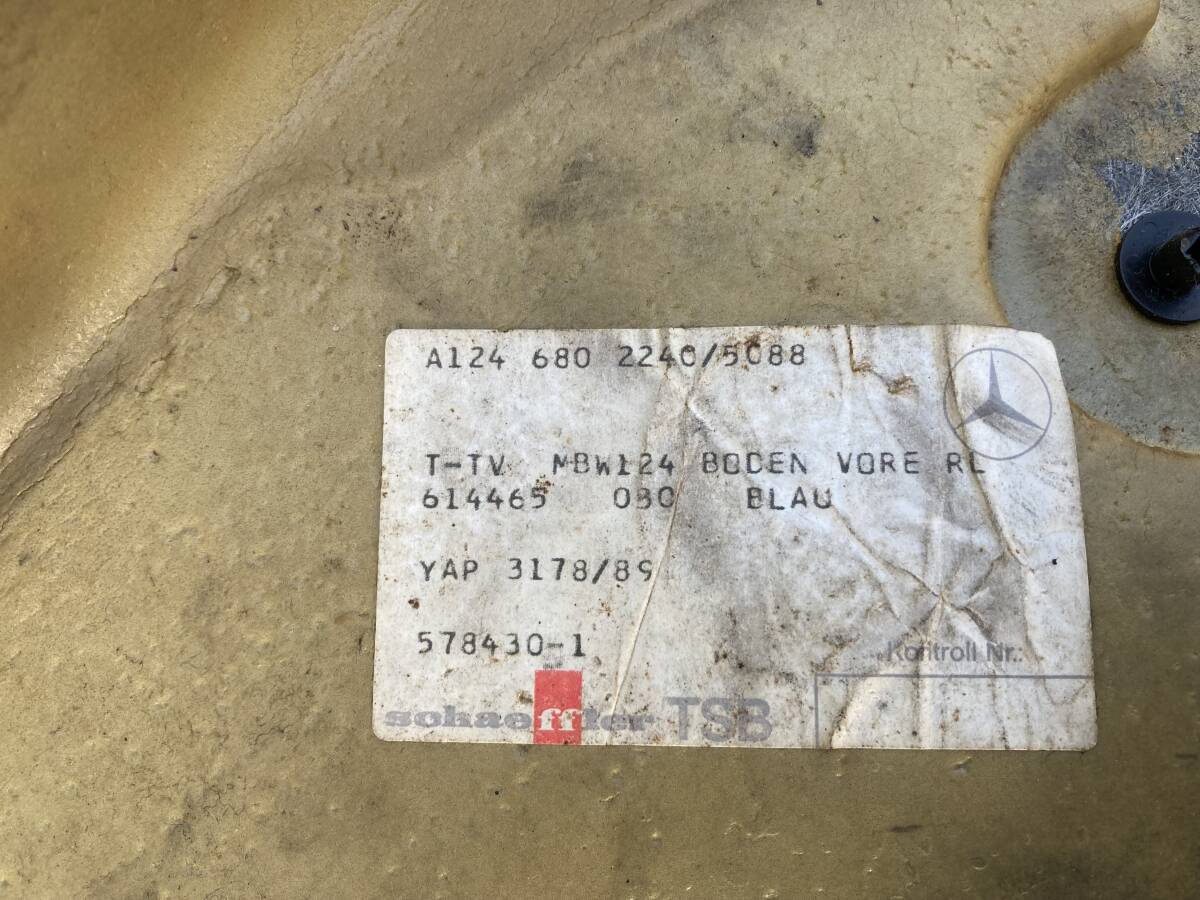 A124 680 2240/5088
T-TV MBW124 BODEN VORE RL
614465 080 BLAU
YAP 3178/89
578430-1
Kontroll Nr.:
schaeffler TSB